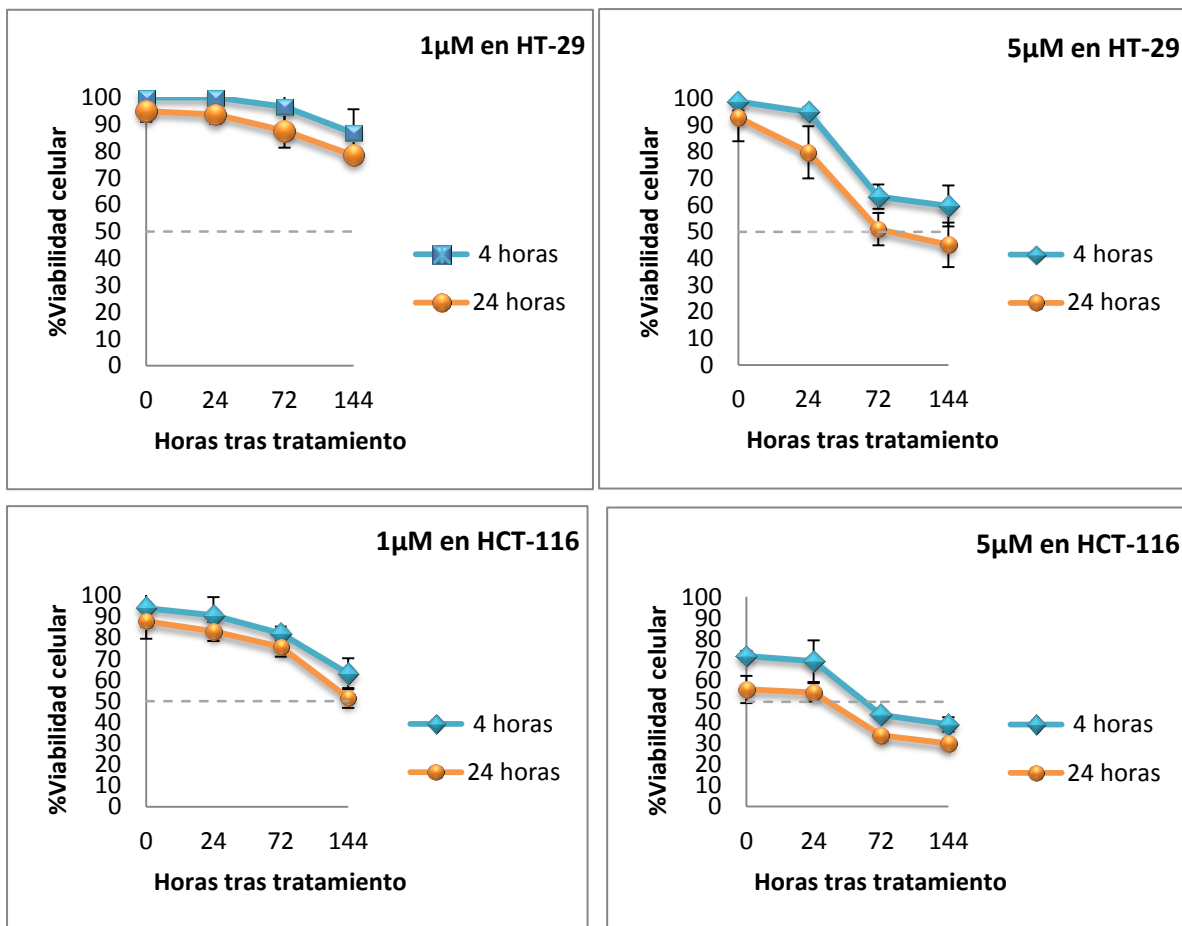 1µM en HT-29
100
90
80
70
60
50
40
30
20
10
0
%Viabilidad celular
4 horas
24 horas
0 24 72 144
Horas tras tratamiento
5µM en HT-29
100
90
80
70
60
50
40
30
20
10
0
%Viabilidad celular
4 horas
24 horas
0 24 72 144
Horas tras tratamiento
1µM en HCT-116
100
90
80
70
60
50
40
30
20
10
0
%Viabilidad celular
4 horas
24 horas
0 24 72 144
Horas tras tratamiento
5µM en HCT-116
100
90
80
70
60
50
40
30
20
10
0
%Viabilidad celular
4 horas
24 horas
0 24 72 144
Horas tras tratamiento